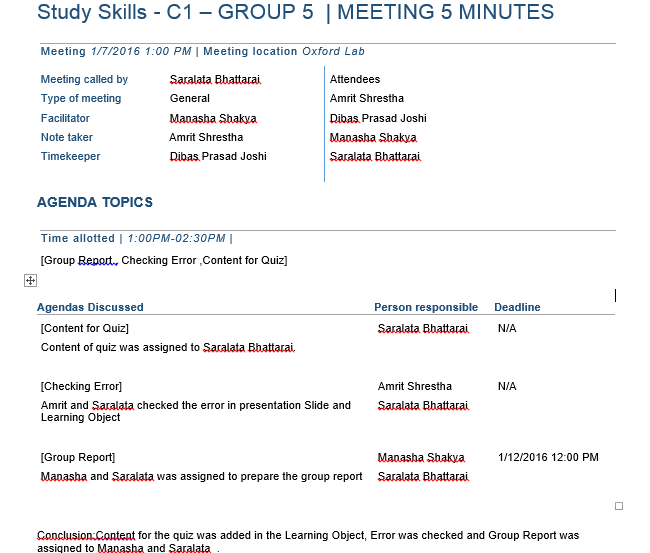 Study Skills - C1 – GROUP 5 | MEETING 5 MINUTES
Meeting 1/7/2016 1:00 PM | Meeting location Oxford Lab
Meeting called by Saralata Bhattarai Attendees
Type of meeting General Amrit Shrestha
Facilitator Manasha Shakya Dibas Prasad Joshi
Note taker Amrit Shrestha Manasha Shakya
Timekeeper Dibas Prasad Joshi Saralata Bhattarai
AGENDA TOPICS
Time allotted | 1:00PM-02:30PM |
[Group Report , Checking Error ,Content for Quiz]
Agendas Discussed Person responsible Deadline
[Content for Quiz] Saralata Bhattarai N/A
Content of quiz was assigned to Saralata Bhattarai.
[Checking Error] Amrit Shrestha N/A
Amrit and Saralata checked the error in presentation Slide and Saralata Bhattarai
Learning Object
[Group Report] Manasha Shakya 1/12/2016 12:00 PM
Manasha and Saralata was assigned to prepare the group report Saralata Bhattarai
Conclusion:Content for the quiz was added in the Learning Object, Error was checked and Group Report was
assigned to Manasha and Saralata .